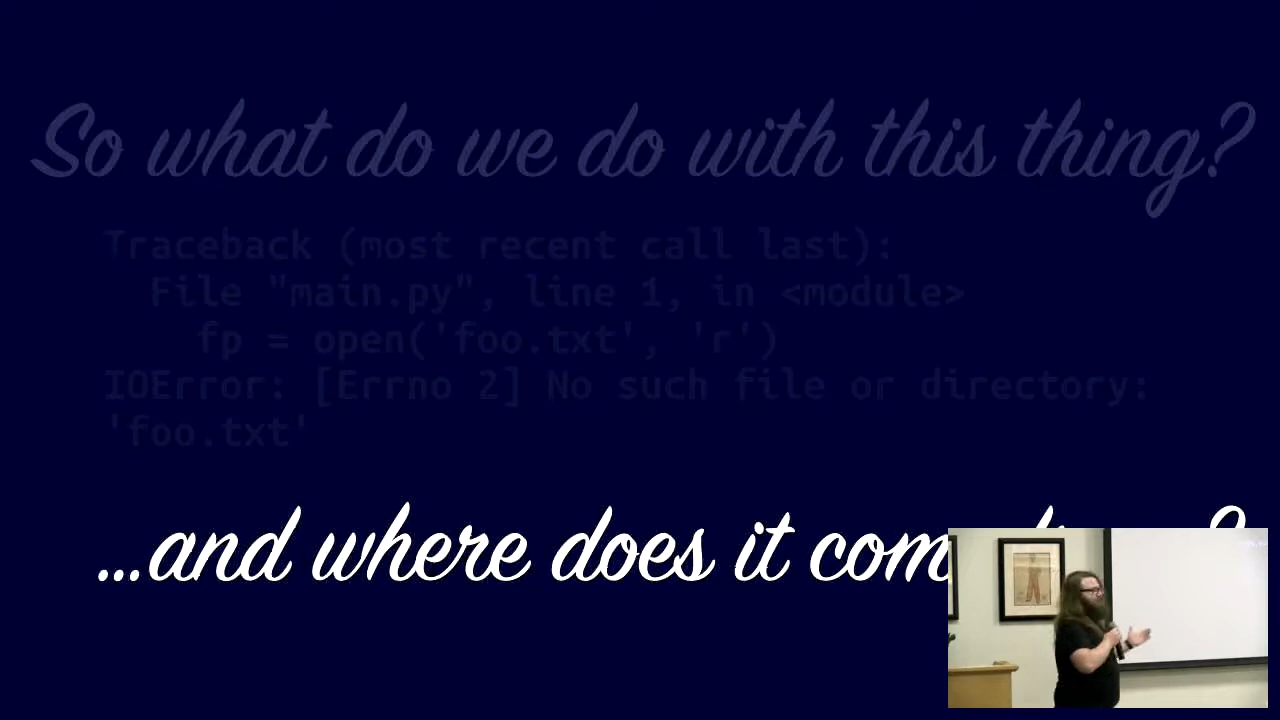 So what do we do with this thing?
Traceback (most recent call last):
  File "main.py", line 1, in <module>
    fp = open('foo.txt', 'r')
IOError: [Errno 2] No such file or directory:
'foo.txt'
...and where does it com